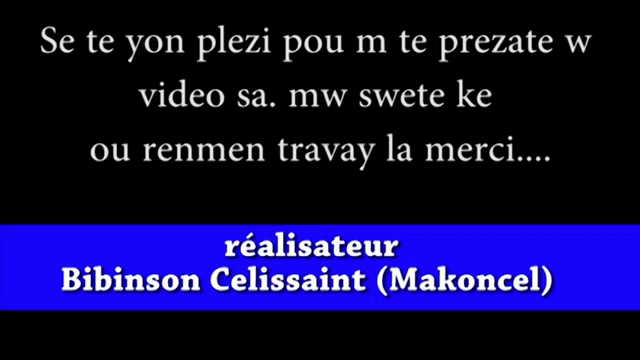 Se te yon plezi pou m te prezate w
video sa. mw swete ke
ou renmen travay la merci....
réalisateur
Bibinson Celissaint (Makoncel)